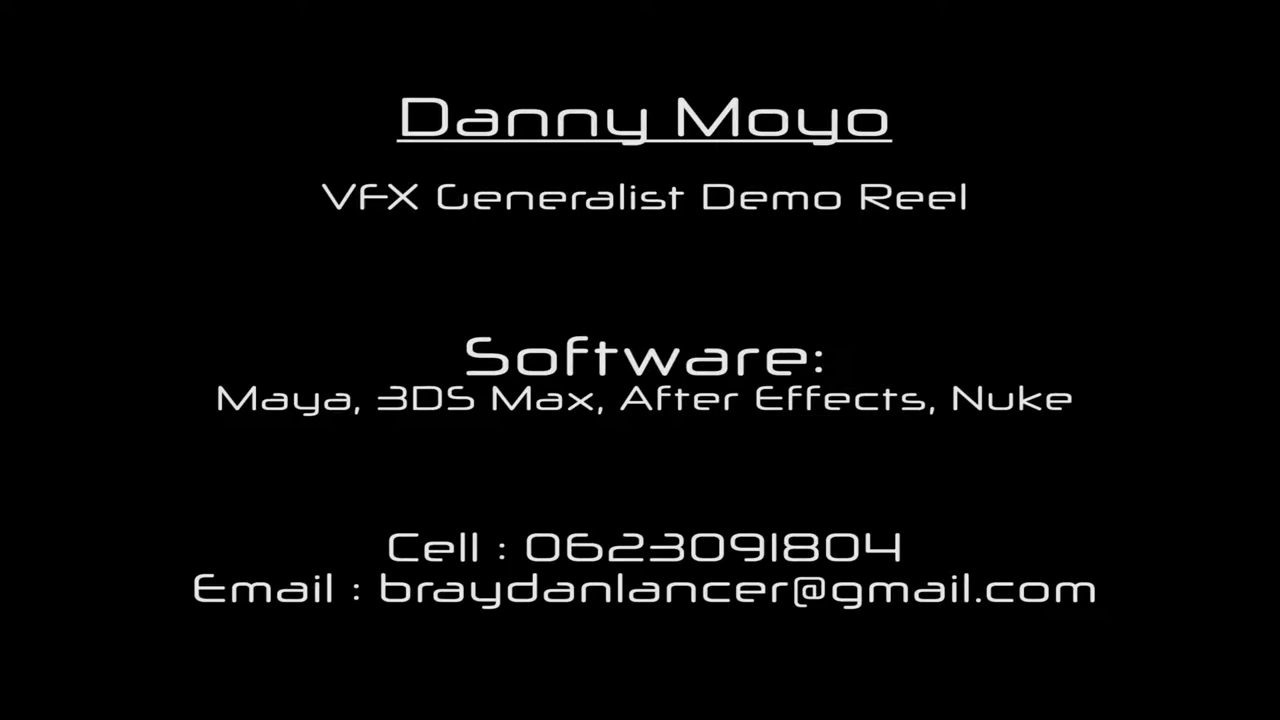 Danny Moyo
VFX Generalist Demo Reel
Software:
Maya, 3DS Max, After Effects, Nuke
Cell : 0623091804
Email : braydanlancer@gmail.com